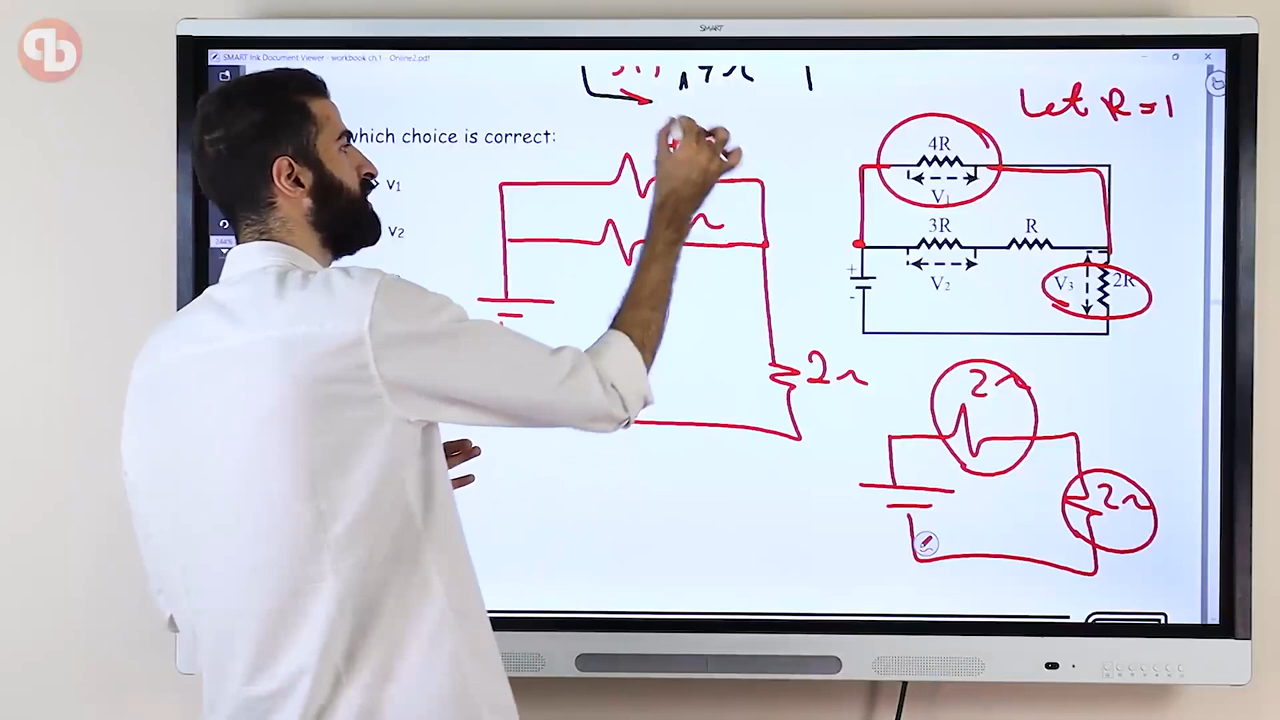 SMART
SMART Ink Document Viewer - workbook ch.1 - Online2.pdf
Let R = 1
which choice is correct:
V1
V2
244%
4R
V1
3R
R
V2
+
-
V3
2R
2Ω
2Ω
2Ω